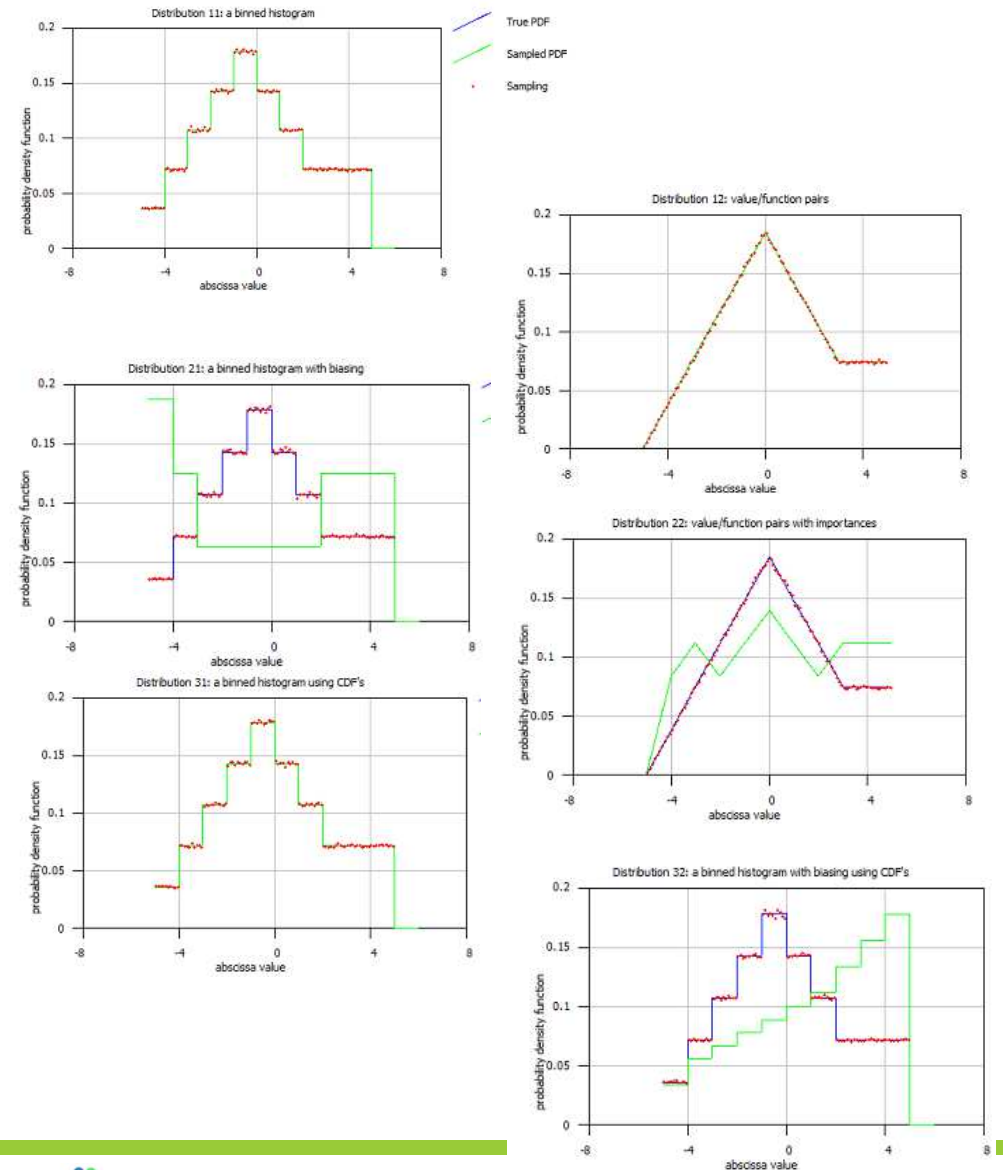 Distribution 11: a binned histogram
0.2
0.15
0.1
0.05
0
-8
-4
0
4
8
probability density function
abscissa value
True PDF
Sampled PDF
Sampling
Distribution 12: value/function pairs
0.2
0.15
0.1
0.05
0
-8
-4
0
4
8
probability density function
abscissa value
Distribution 21: a binned histogram with biasing
0.2
0.15
0.1
0.05
0
-8
-4
0
4
8
probability density function
abscissa value
Distribution 22: value/function pairs with importances
0.2
0.15
0.1
0.05
0
-8
-4
0
4
8
probability density function
abscissa value
Distribution 31: a binned histogram using CDF's
0.2
0.15
0.1
0.05
0
-8
-4
0
4
8
probability density function
abscissa value
Distribution 32: a binned histogram with biasing using CDF's
0.2
0.15
0.1
0.05
0
-8
-4
0
4
8
probability density function
abscissa value